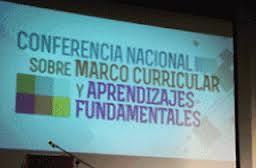 CONFERENCIA NACIONAL
SOBRE MARCO CURRICULAR
Y APRENDIZAJES
FUNDAMENTALES